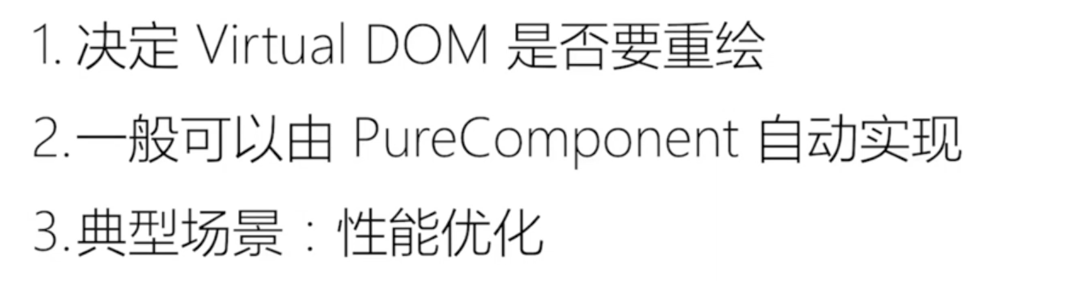 1. 决定 Virtual DOM 是否要重绘
2.一般可以由 PureComponent 自动实现
3.典型场景：性能优化